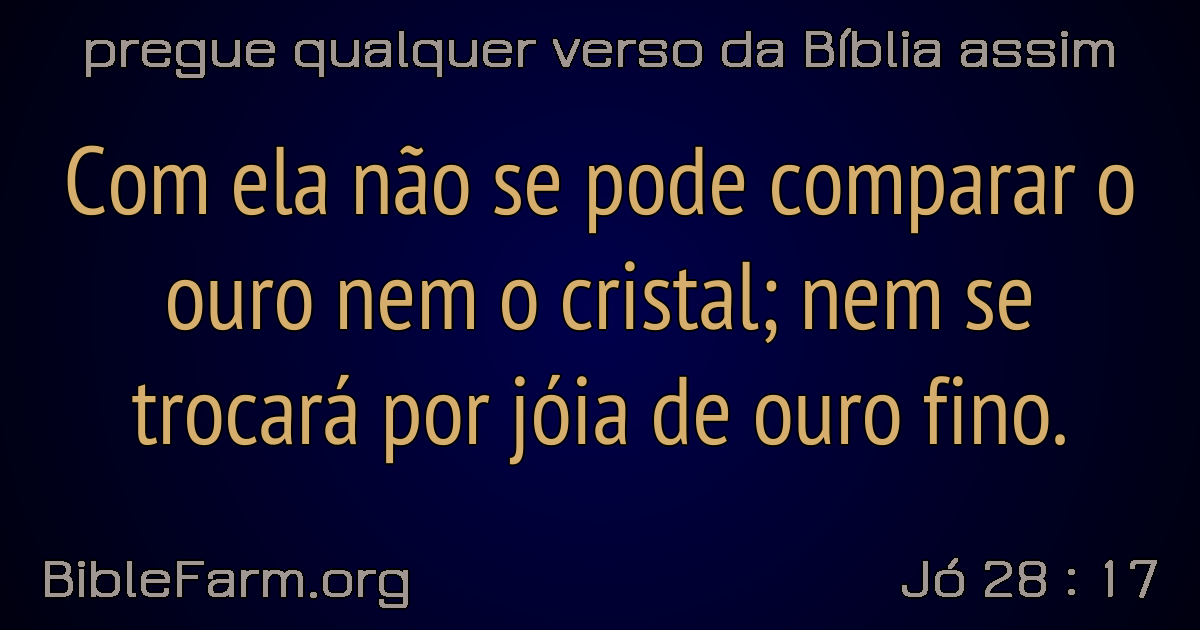 pregue qualquer verso da Bíblia assim
Com ela não se pode comparar o
ouro nem o cristal; nem se
trocará por jóia de ouro fino.
BibleFarm.org
Jó 28 : 17